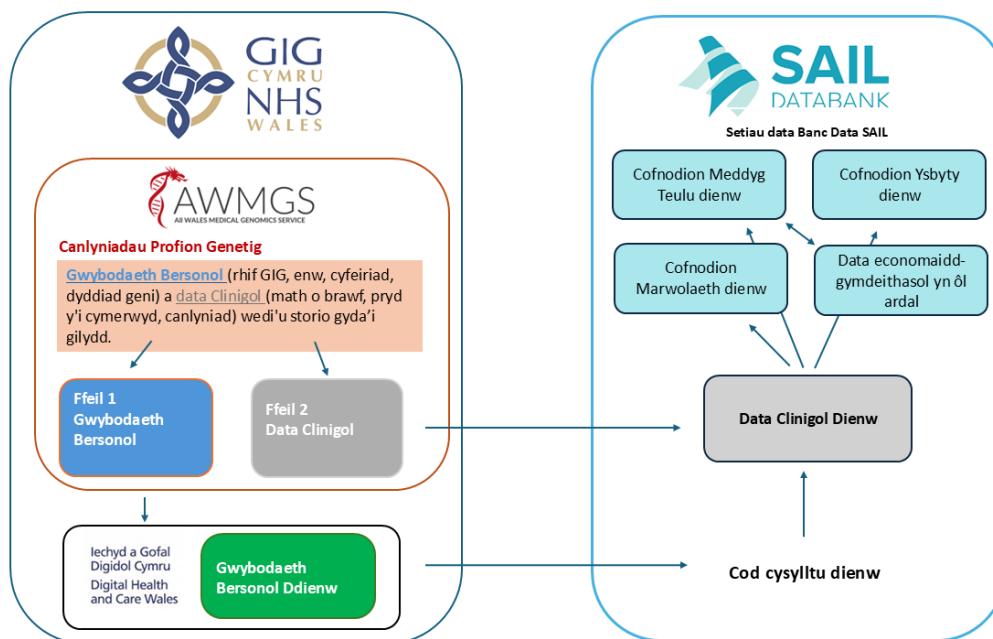 GIG
CYMRU
NHS
WALES
AWMGS
All WALES MEDICAL GENOMICS SERVICE
Canlyniadau Profion Genetig
Gwybodaeth Bersonol (rhif GIG, enw, cyfeiriad,
dyddiad geni) a data Clinigol (math o brawf, pryd
y'i cymerwyd, canlyniad) wedi'u storio gyda’i
gilydd.
Ffeil 1
Gwybodaeth
Bersonol
Ffeil 2
Data Clinigol
Iechyd a Gofal
Digidol Cymru
Digital Health
and Care Wales
Gwybodaeth
Bersonol Ddienw
SAIL
DATABANK
Setiau data Banc Data SAIL
Cofnodion Meddyg
Teulu dienw
Cofnodion Ysbyty
dienw
Cofnodion
Marwolaeth dienw
Data economaidd-
gymdeithasol yn ôl
ardal
Data Clinigol Dienw
Cod cysylltu dienw